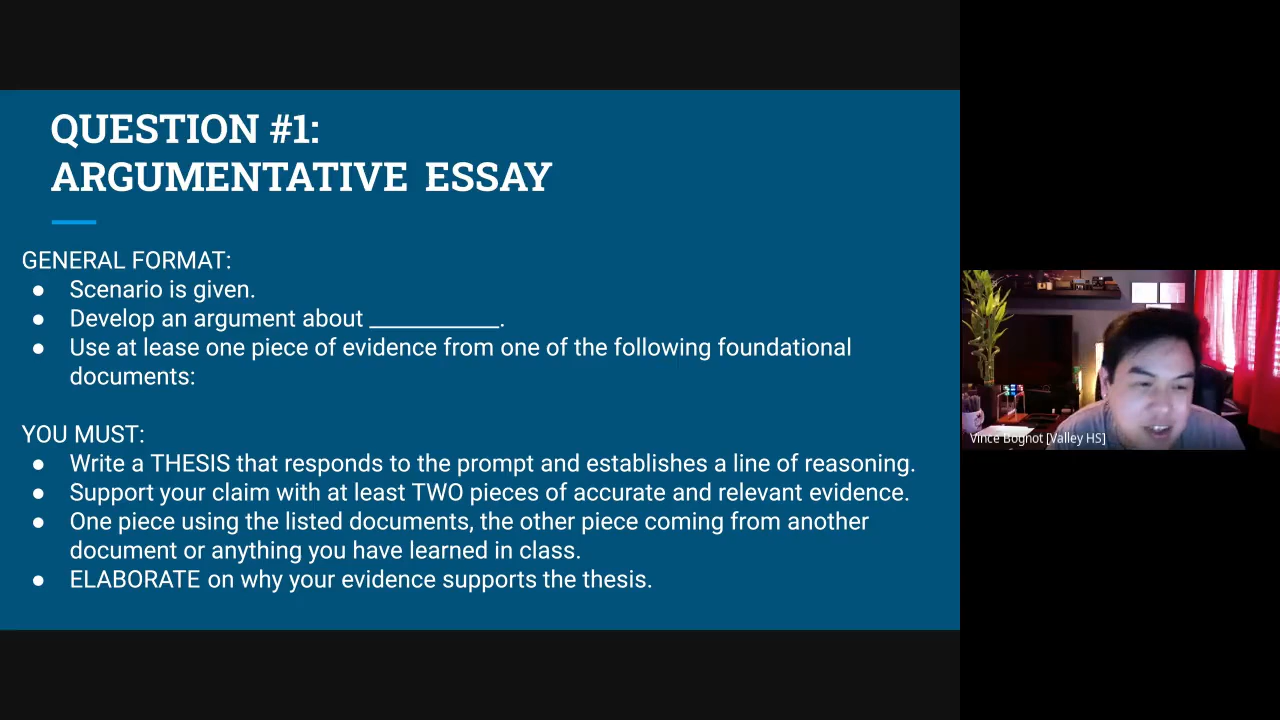 QUESTION #1:
ARGUMENTATIVE ESSAY
GENERAL FORMAT:
● Scenario is given.
● Develop an argument about ___________.
● Use at lease one piece of evidence from one of the following foundational
documents:
YOU MUST:
● Write a THESIS that responds to the prompt and establishes a line of reasoning.
● Support your claim with at least TWO pieces of accurate and relevant evidence.
● One piece using the listed documents, the other piece coming from another
document or anything you have learned in class.
● ELABORATE on why your evidence supports the thesis.
Vince Bognot [Valley HS]